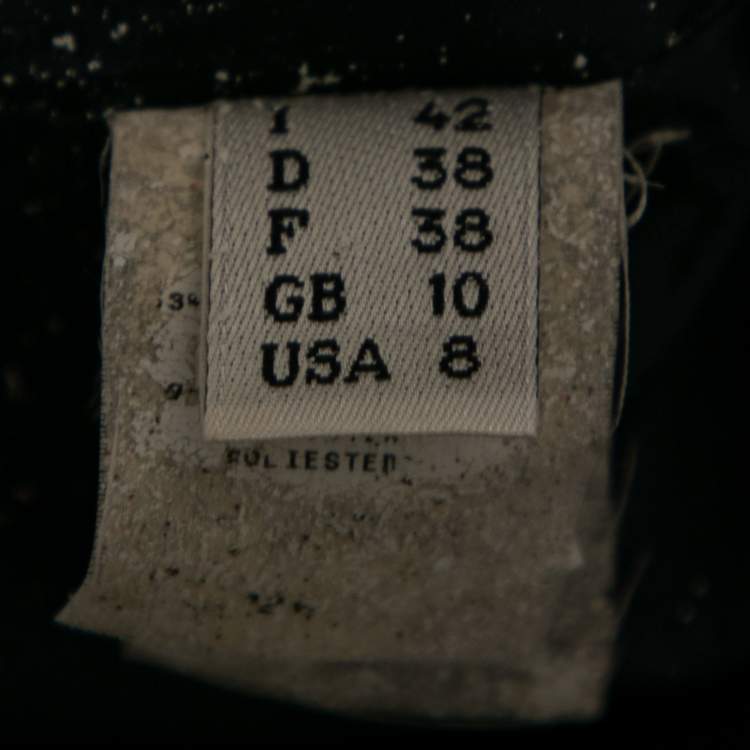 I 42
D 38
F 38
GB 10
USA 8
POLIESTER